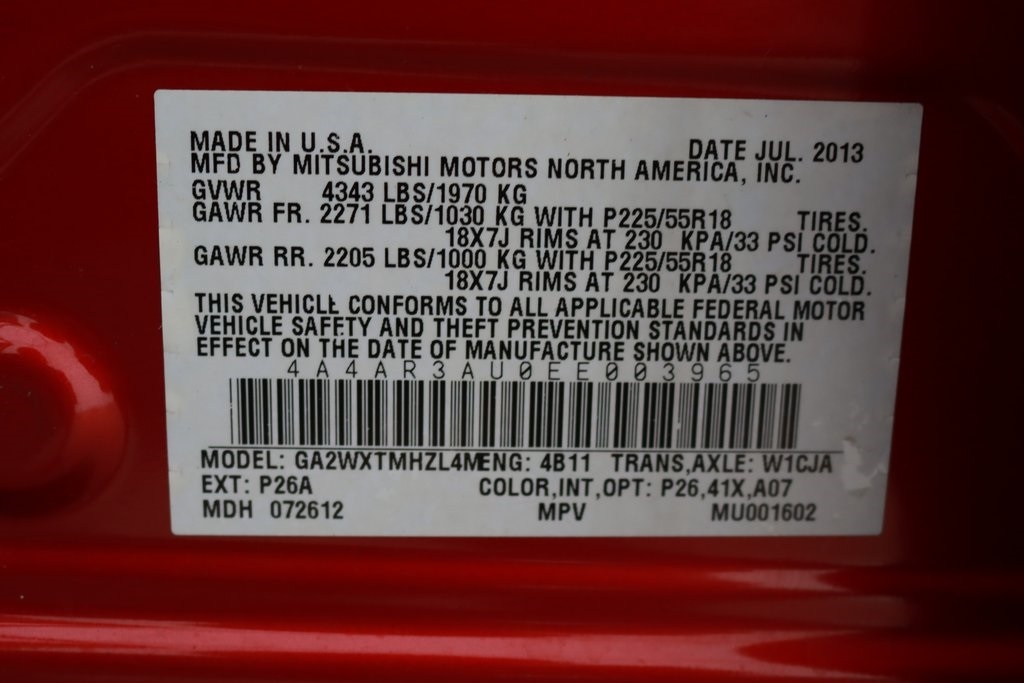 MADE IN U.S.A. DATE JUL. 2013
MFD BY MITSUBISHI MOTORS NORTH AMERICA, INC.
GVWR 4343 LBS/1970 KG
GAWR FR. 2271 LBS/1030 KG WITH P225/55R18 TIRES.
18X7J RIMS AT 230 KPA/33 PSI COLD.
GAWR RR. 2205 LBS/1000 KG WITH P225/55R18 TIRES.
18X7J RIMS AT 230 KPA/33 PSI COLD.
THIS VEHICLE CONFORMS TO ALL APPLICABLE FEDERAL MOTOR
VEHICLE SAFETY AND THEFT PREVENTION STANDARDS IN
EFFECT ON THE DATE OF MANUFACTURE SHOWN ABOVE.
4A4AR3AU0EE003965
MODEL: GA2WXTMHZL4MENG: 4B11 TRANS,AXLE: W1CJA
EXT: P26A COLOR,INT,OPT: P26,41X,A07
MDH 072612 MPV MU001602